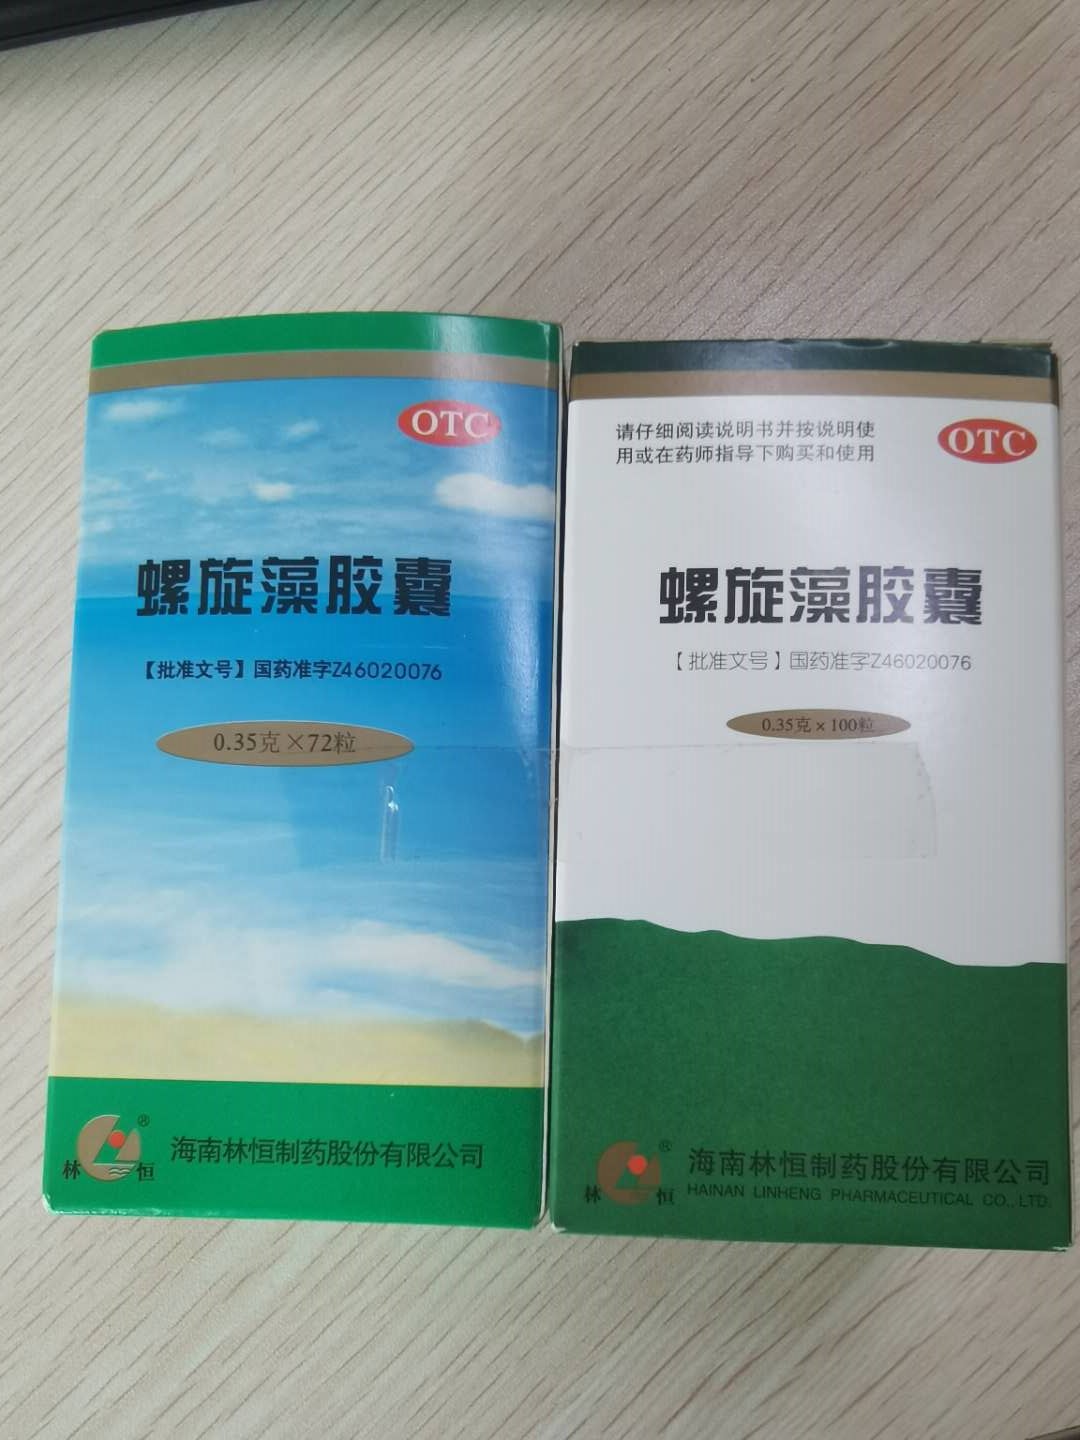 OTC
螺旋藻胶囊
【批准文号】国药准字Z46020076
0.35克×72粒
林恒
®
海南林恒制药股份有限公司
请仔细阅读说明书并按说明使
用或在药师指导下购买和使用
OTC
螺旋藻胶囊
【批准文号】国药准字Z46020076
0.35克×100粒
林恒
®
海南林恒制药股份有限公司
HAINAN LINHENG PHARMACEUTICAL CO., LTD.